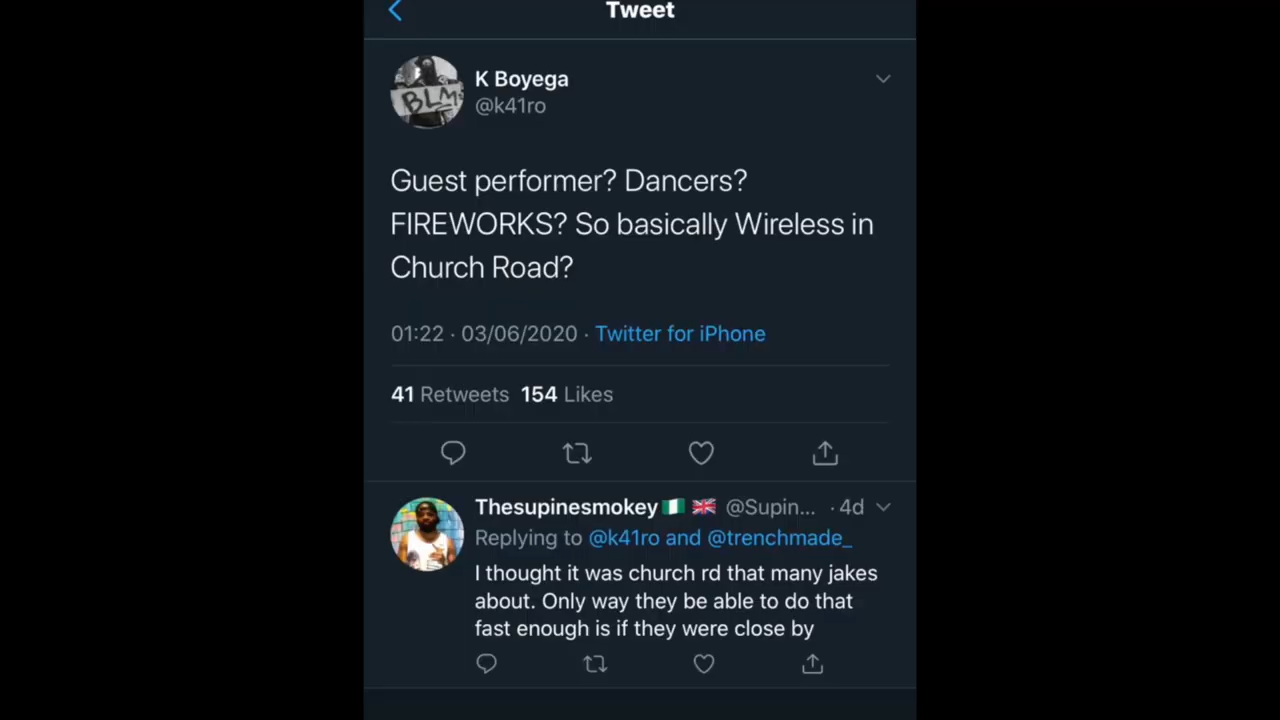 Tweet
K Boyega
@k41ro
BLM
Guest performer? Dancers?
FIREWORKS? So basically Wireless in
Church Road?
01:22 · 03/06/2020 · Twitter for iPhone
41 Retweets 154 Likes
Thesupinesmokey🇳🇬 🇬🇧 @Supin... · 4d
Replying to @k41ro and @trenchmade_
I thought it was church rd that many jakes
about. Only way they be able to do that
fast enough is if they were close by